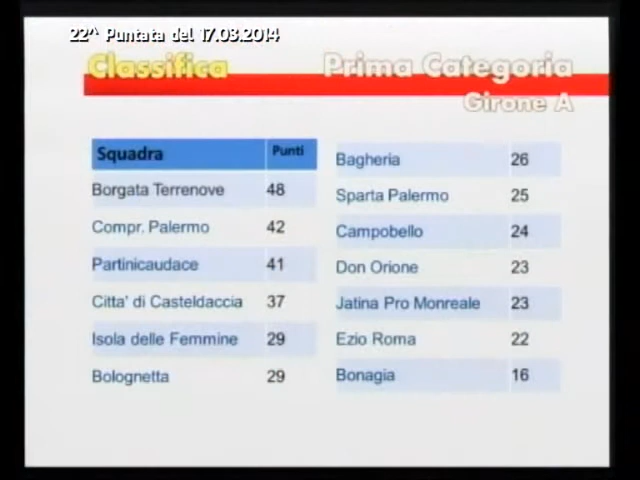 22^ Puntata del 17.03.2014
Classifica
Prima Categoria
Girone A
Squadra Punti
Borgata Terrenove 48
Compr. Palermo 42
Partinicaudace 41
Citta' di Casteldaccia 37
Isola delle Femmine 29
Bolognetta 29
Bagheria 26
Sparta Palermo 25
Campobello 24
Don Orione 23
Jatina Pro Monreale 23
Ezio Roma 22
Bonagia 16